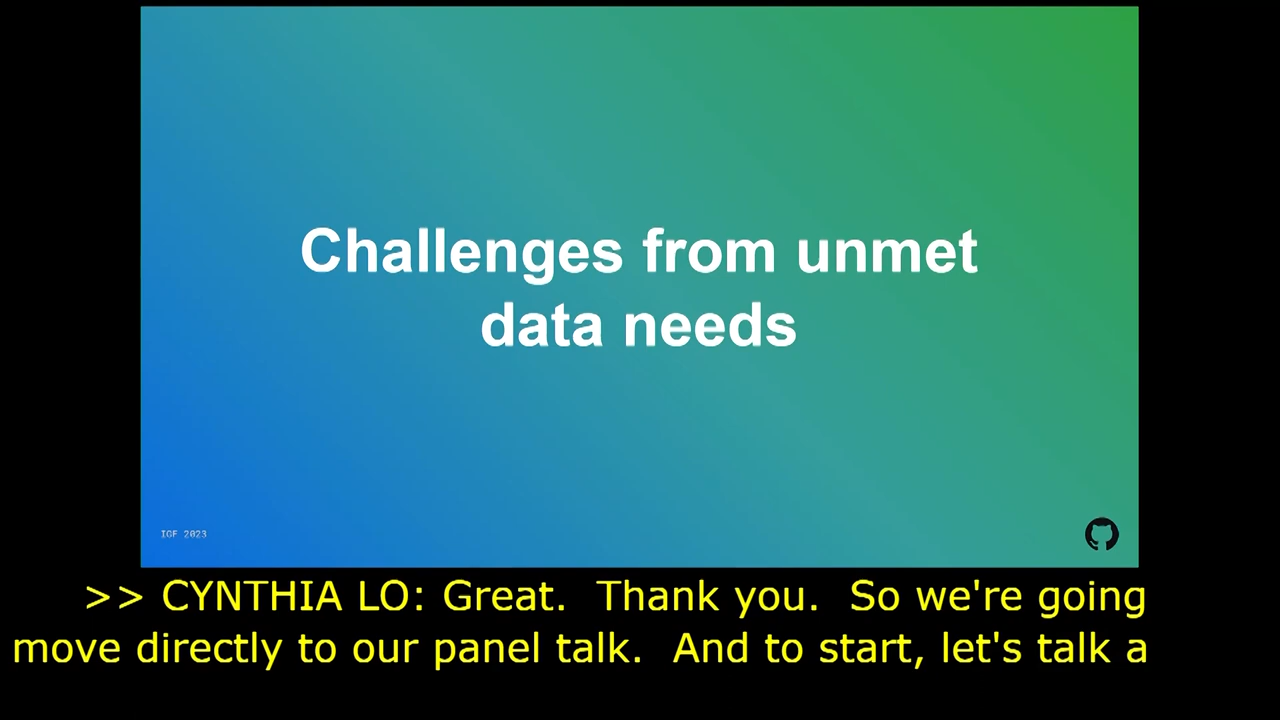 Challenges from unmet
data needs
IGF 2023
>> CYNTHIA LO: Great.  Thank you.  So we're going
move directly to our panel talk.  And to start, let's talk a